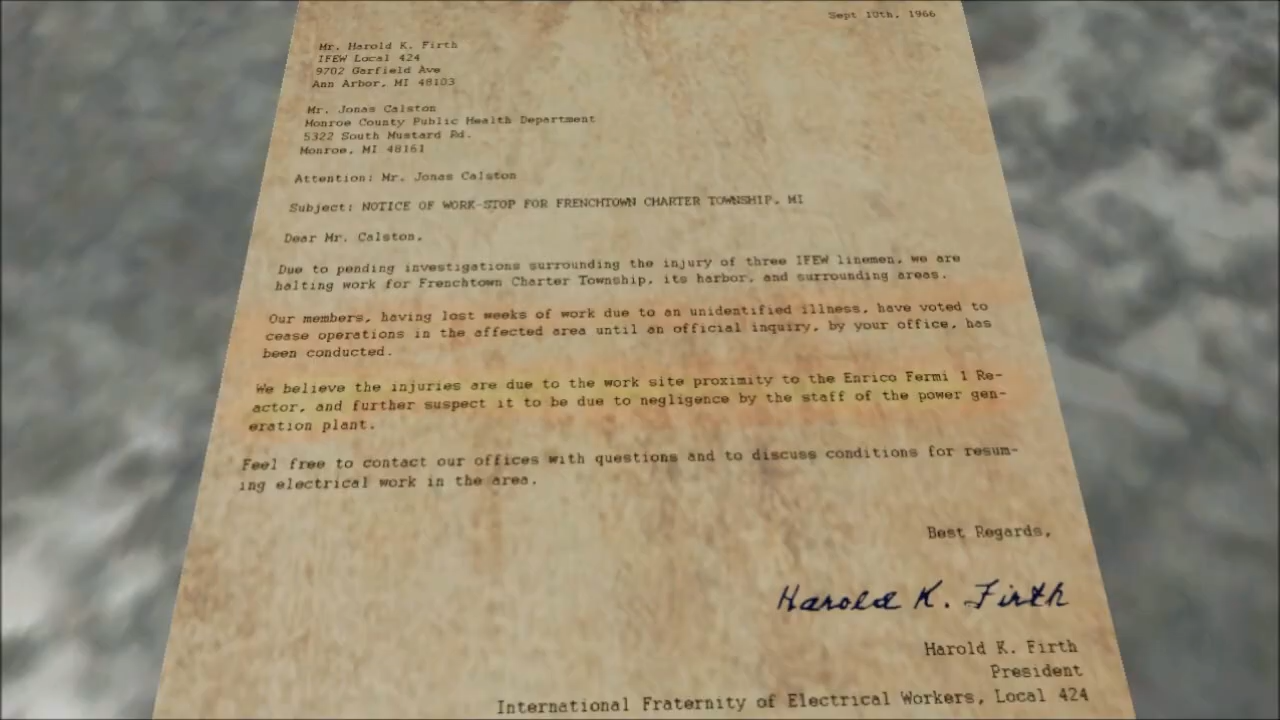 Sept 10th, 1966
Mr. Harold K. Firth
IFEW Local 424
9702 Garfield Ave
Ann Arbor, MI 48103
Mr. Jonas Calston
Monroe County Public Health Department
5322 South Mustard Rd.
Monroe, MI 48161
Attention: Mr. Jonas Calston
Subject: NOTICE OF WORK-STOP FOR FRENCHTOWN CHARTER TOWNSHIP, MI
Dear Mr. Calston,
Due to pending investigations surrounding the injury of three IFEW linemen, we are
halting work for Frenchtown Charter Township, its harbor, and surrounding areas.
Our members, having lost weeks of work due to an unidentified illness, have voted to
cease operations in the affected area until an official inquiry, by your office, has
been conducted.
We believe the injuries are due to the work site proximity to the Enrico Fermi 1 Re-
actor, and further suspect it to be due to negligence by the staff of the power gen-
eration plant.
Feel free to contact our offices with questions and to discuss conditions for resum-
ing electrical work in the area.
Best Regards,
Harold K. Firth
Harold K. Firth
President
International Fraternity of Electrical Workers, Local 424